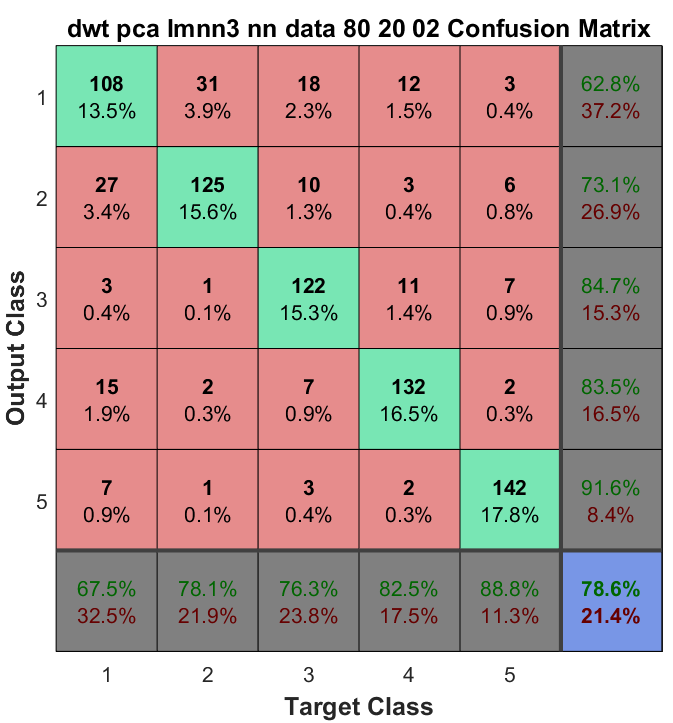 dwt pca lmnn3 nn data 80 20 02 Confusion Matrix
108 31 18 12 3 62.8%
1
13.5% 3.9% 2.3% 1.5% 0.4% 37.2%
27 125 10 3 6 73.1%
2
3.4% 15.6% 1.3% 0.4% 0.8% 26.9%
3 1 122 11 7 84.7%
3
0.4% 0.1% 15.3% 1.4% 0.9% 15.3%
15 2 7 132 2 83.5%
4
1.9% 0.3% 0.9% 16.5% 0.3% 16.5%
7 1 3 2 142 91.6%
5
0.9% 0.1% 0.4% 0.3% 17.8% 8.4%
67.5% 78.1% 76.3% 82.5% 88.8% 78.6%
32.5% 21.9% 23.8% 17.5% 11.3% 21.4%
1 2 3 4 5
Target Class
Output Class